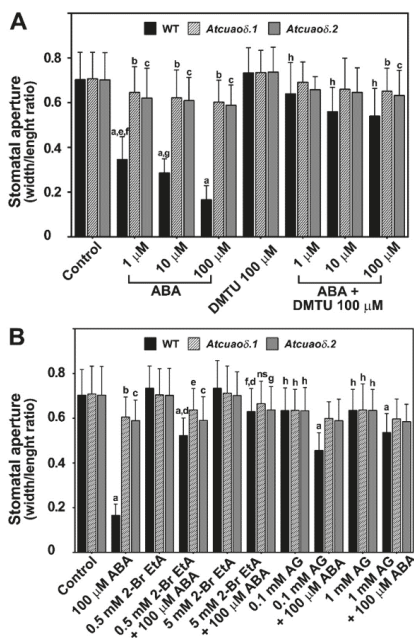 A
WT Atcuaoδ.1 Atcuaoδ.2
Stomatal aperture
(width/lenght ratio)
0.8
0.6
0.4
0.2
0
a,e,f b c
a,g b c
a b c
h
h
h b c
Control
1 μM
10 μM
100 μM
DMTU 100 μM
1 μM
10 μM
100 μM
ABA
ABA +
DMTU 100 μM
B
WT Atcuaoδ.1 Atcuaoδ.2
Stomatal aperture
(width/lenght ratio)
0.8
0.6
0.4
0.2
0
a b c
a,d e c
f,d ns g
h h h
a
h h h
a
Control
100 μM ABA
0.5 mM 2-Br EtA
0.5 mM 2-Br EtA
+ 100 μM ABA
5 mM 2-Br EtA
5 mM 2-Br EtA
+ 100 μM ABA
0.1 mM AG
0.1 mM AG
+ 100 μM ABA
1 mM AG
1 mM AG
+ 100 μM ABA